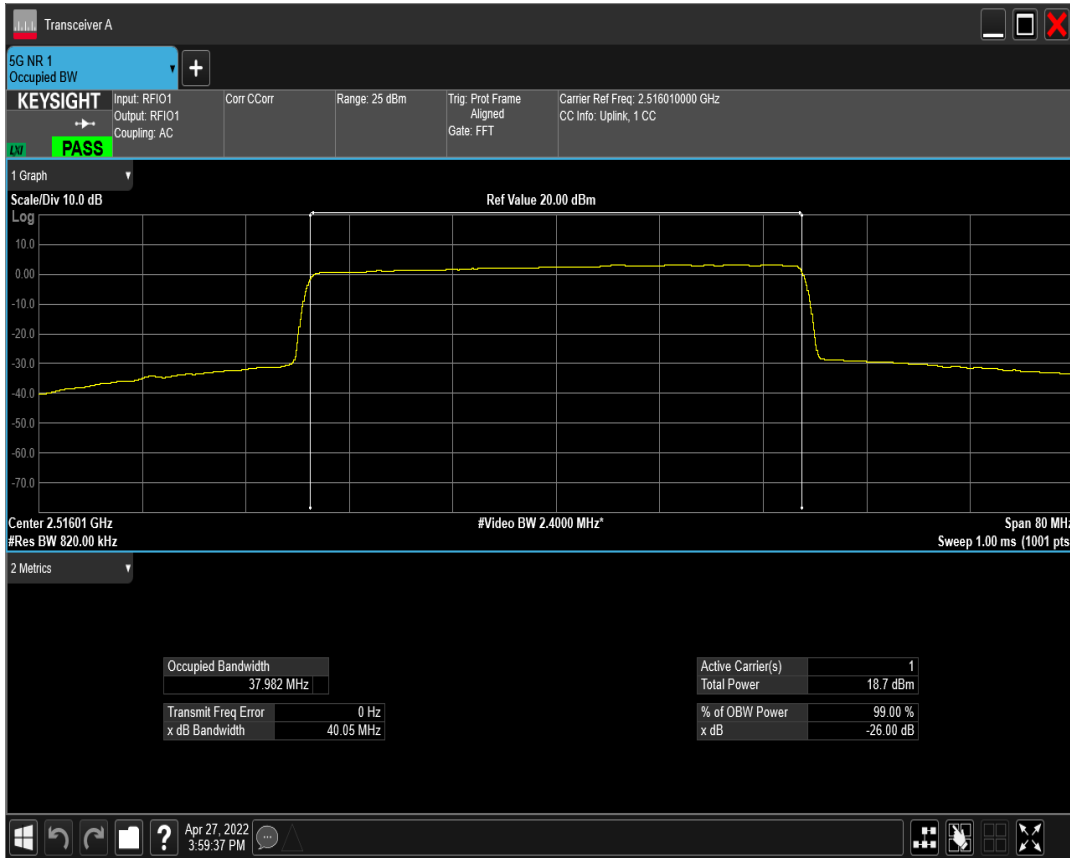 Transceiver A
5G NR 1
Occupied BW
KEYSIGHT
LXI
PASS
Input: RFIO1
Output: RFIO1
Coupling: AC
Corr CCorr
Range: 25 dBm
Trig: Prot Frame
Aligned
Gate: FFT
Carrier Ref Freq: 2.516010000 GHz
CC Info: Uplink, 1 CC
1 Graph
Scale/Div 10.0 dB
Ref Value 20.00 dBm
Log
10.0
0.00
-10.0
-20.0
-30.0
-40.0
-50.0
-60.0
-70.0
Center 2.51601 GHz
#Video BW 2.4000 MHz*
Span 80 MHz
#Res BW 820.00 kHz
Sweep 1.00 ms (1001 pts
2 Metrics
Occupied Bandwidth
37.982 MHz
Transmit Freq Error 0 Hz
x dB Bandwidth 40.05 MHz
Active Carrier(s) 1
Total Power 18.7 dBm
% of OBW Power 99.00 %
x dB -26.00 dB
?
Apr 27, 2022
3:59:37 PM